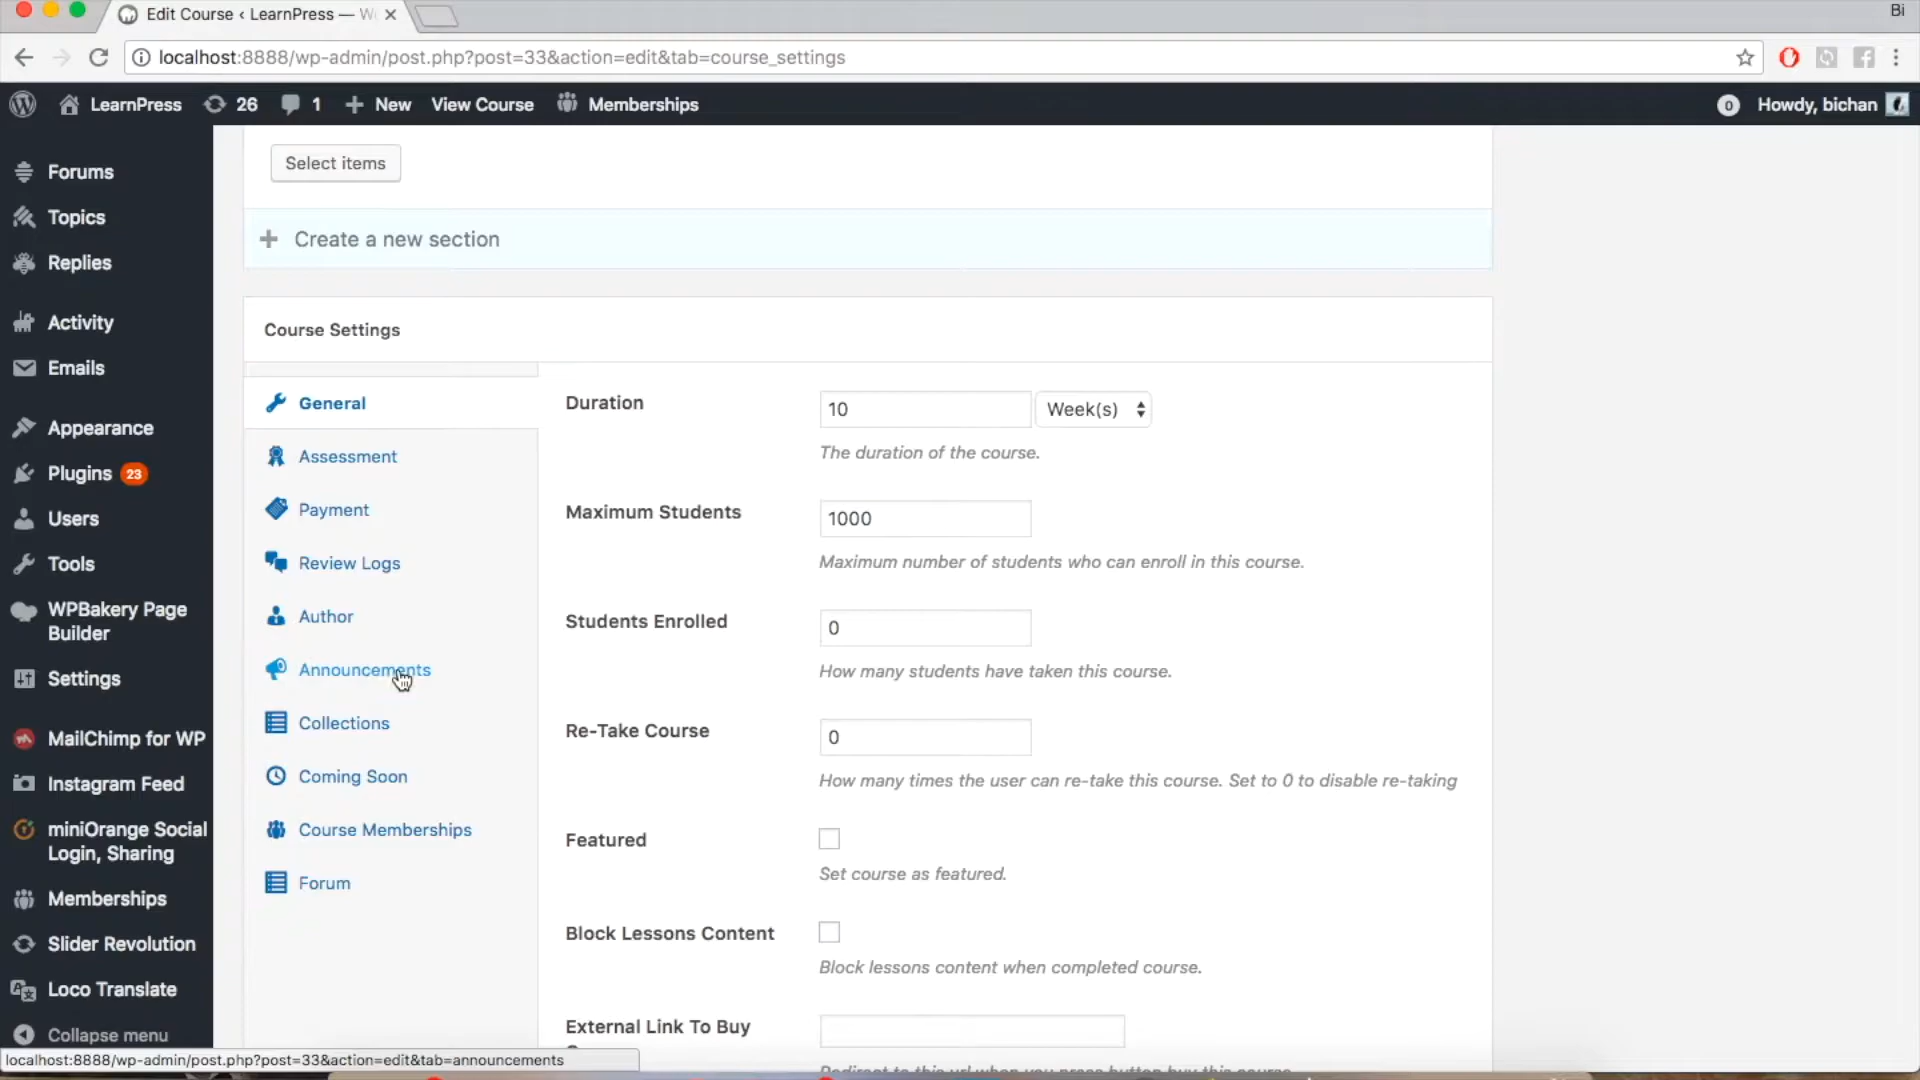 Edit Course ‹ LearnPress — W
Bi
localhost:8888/wp-admin/post.php?post=33&action=edit&tab=course_settings
LearnPress 26 1 New View Course Memberships 0 Howdy, bichan
Forums
Topics
Replies
Activity
Emails
Appearance
Plugins 23
Users
Tools
WPBakery Page
Builder
Settings
MailChimp for WP
Instagram Feed
miniOrange Social
Login, Sharing
Memberships
Slider Revolution
Loco Translate
Collapse menu
Select items
Create a new section
Course Settings
General
Assessment
Payment
Review Logs
Author
Announcements
Collections
Coming Soon
Course Memberships
Forum
Duration
10 Week(s)
The duration of the course.
Maximum Students
1000
Maximum number of students who can enroll in this course.
Students Enrolled
0
How many students have taken this course.
Re-Take Course
0
How many times the user can re-take this course. Set to 0 to disable re-taking
Featured
Set course as featured.
Block Lessons Content
Block lessons content when completed course.
External Link To Buy
Redirect to this url when you press button buy this course.
localhost:8888/wp-admin/post.php?post=33&action=edit&tab=announcements